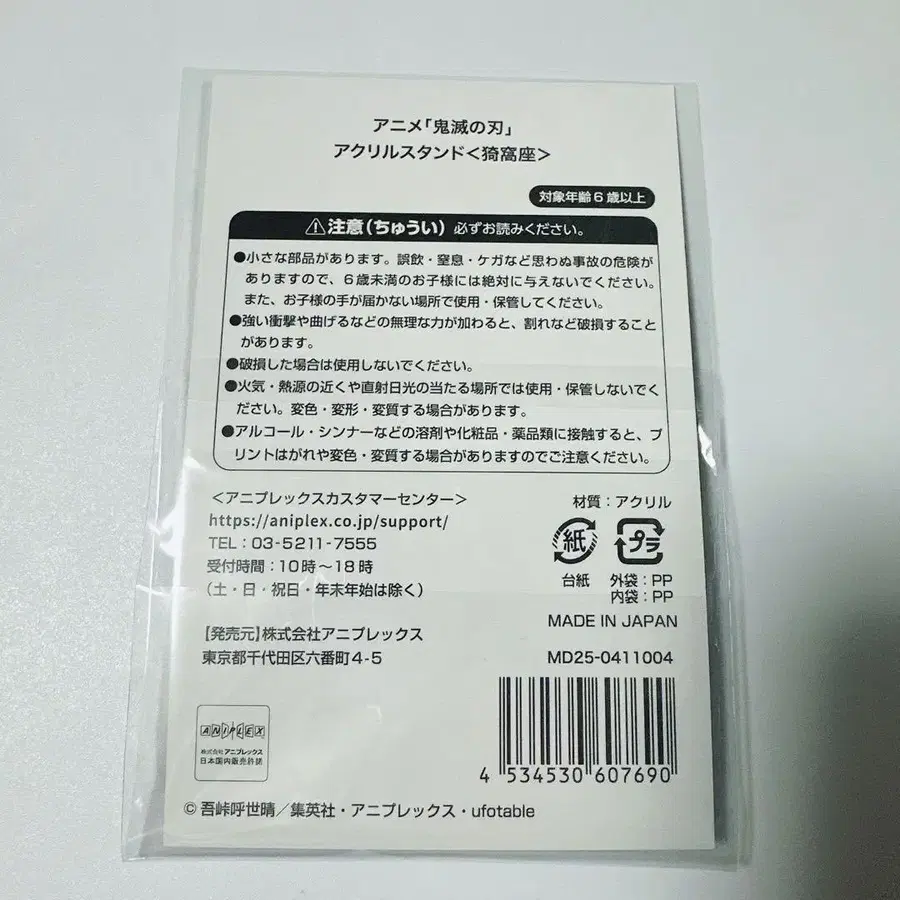 アニメ「鬼滅の刃」
アクリルスタンド＜猗窩座＞
対象年齢6歳以上
⚠注意(ちゅうい) 必ずお読みください。
●小さな部品があります。誤飲・窒息・ケガなど思わぬ事故の危険が
ありますので、6歳未満のお子様には絶対に与えないでください。
また、お子様の手が届かない場所で使用・保管してください。
●強い衝撃や曲げるなどの無理な力が加わると、割れなど破損すること
があります。
●破損した場合は使用しないでください。
●火気・熱源の近くや直射日光の当たる場所では使用・保管しないでく
ださい。変色・変形・変質する場合があります。
●アルコール・シンナーなどの溶剤や化粧品・薬品類に接触すると、プ
リントはがれや変色・変質する場合がありますのでご注意ください。
＜アニプレックスカスタマーセンター＞
https://aniplex.co.jp/support/
TEL：03-5211-7555
受付時間：10時～18時
(土・日・祝日・年末年始は除く)
【発売元】株式会社アニプレックス
東京都千代田区六番町4-5
材質：アクリル
紙 プラ
台紙 外袋：PP
内袋：PP
MADE IN JAPAN
MD25-0411004
4 534530 607690
ANIPLEX
株式会社アニプレックス
日本国内販売許諾
© 吾峠呼世晴／集英社・アニプレックス・ufotable